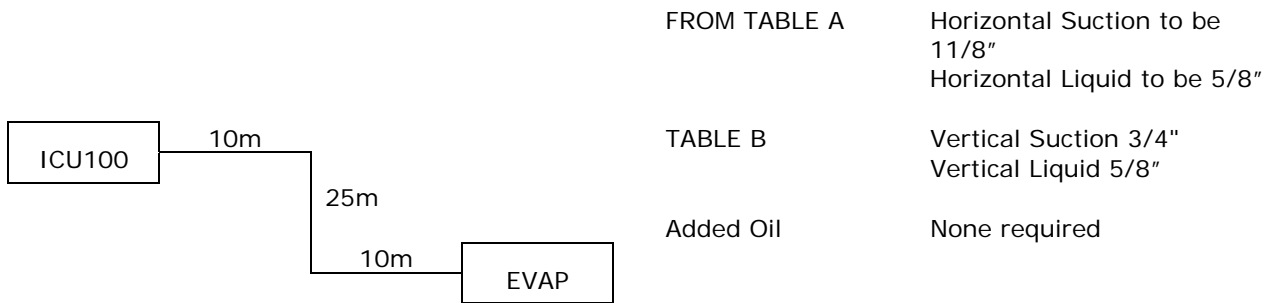 FROM TABLE A
Horizontal Suction to be
11/8″
Horizontal Liquid to be 5/8″
TABLE B
Vertical Suction 3/4"
Vertical Liquid 5/8″
Added Oil
None required
ICU100
10m
25m
10m
EVAP